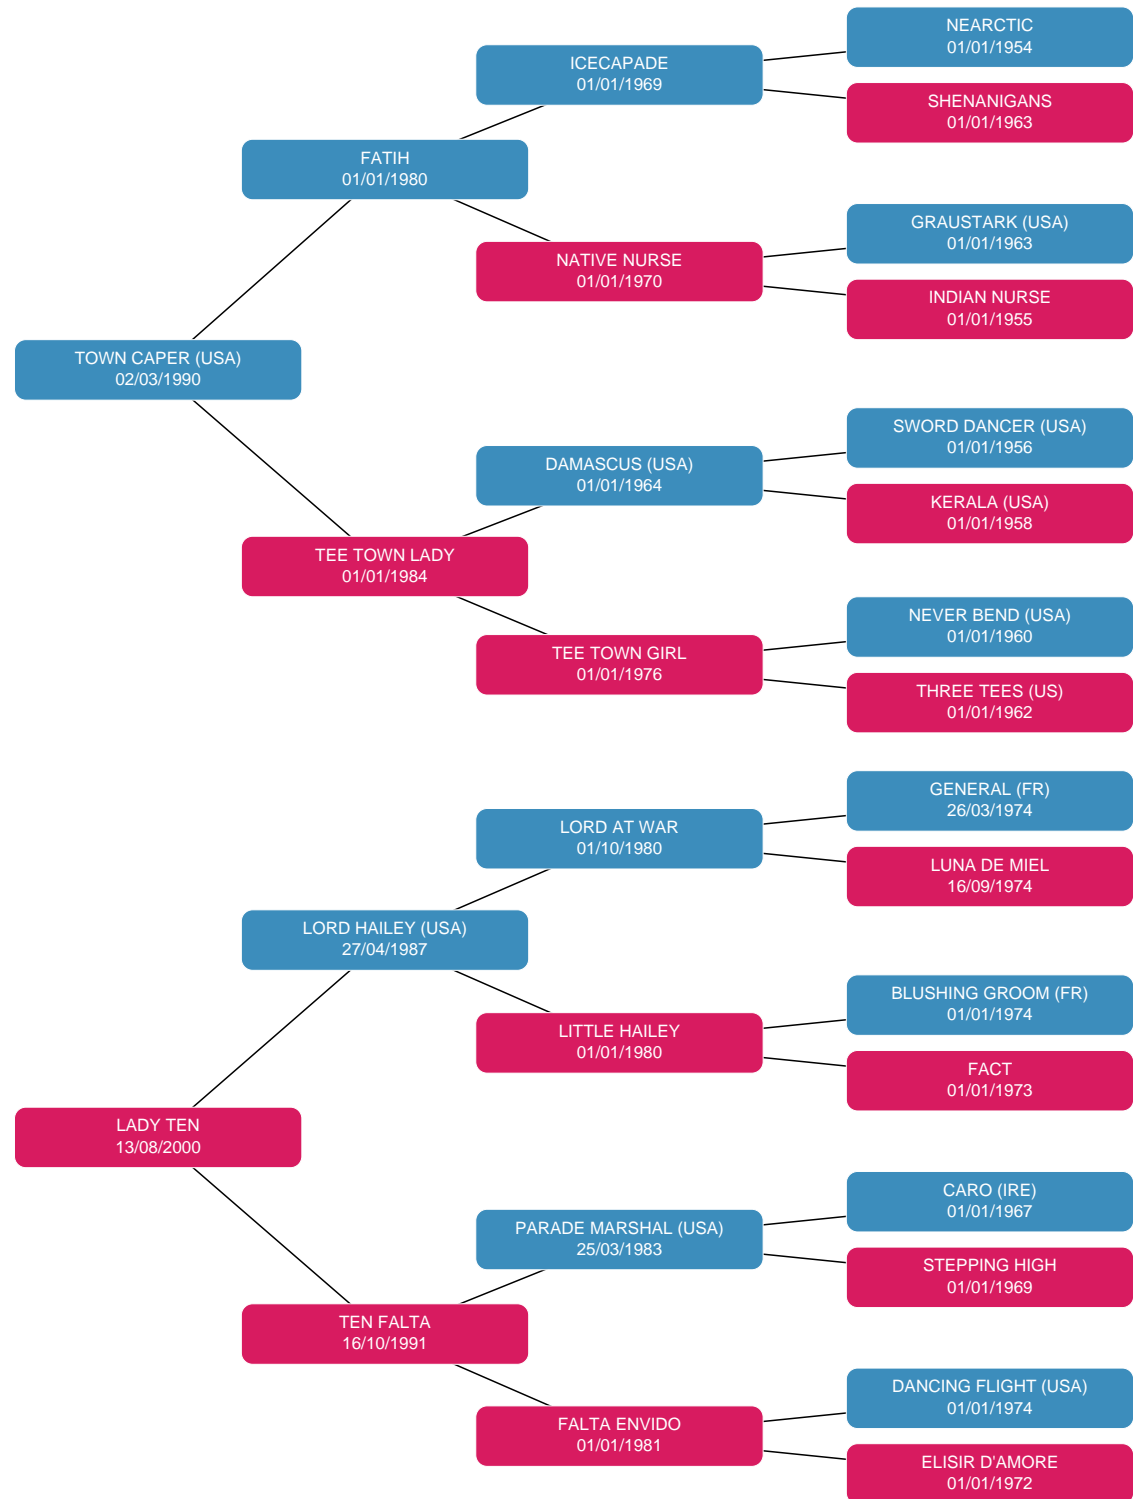 NEARCTIC
01/01/1954
ICECAPADE
01/01/1969
SHENANIGANS
01/01/1963
FATIH
01/01/1980
GRAUSTARK (USA)
01/01/1963
NATIVE NURSE
01/01/1970
INDIAN NURSE
01/01/1955
TOWN CAPER (USA)
02/03/1990
SWORD DANCER (USA)
01/01/1956
DAMASCUS (USA)
01/01/1964
KERALA (USA)
01/01/1958
TEE TOWN LADY
01/01/1984
NEVER BEND (USA)
01/01/1960
TEE TOWN GIRL
01/01/1976
THREE TEES (US)
01/01/1962
GENERAL (FR)
26/03/1974
LORD AT WAR
01/10/1980
LUNA DE MIEL
16/09/1974
LORD HAILEY (USA)
27/04/1987
BLUSHING GROOM (FR)
01/01/1974
LITTLE HAILEY
01/01/1980
FACT
01/01/1973
LADY TEN
13/08/2000
CARO (IRE)
01/01/1967
PARADE MARSHAL (USA)
25/03/1983
STEPPING HIGH
01/01/1969
TEN FALTA
16/10/1991
DANCING FLIGHT (USA)
01/01/1974
FALTA ENVIDO
01/01/1981
ELISIR D'AMORE
01/01/1972